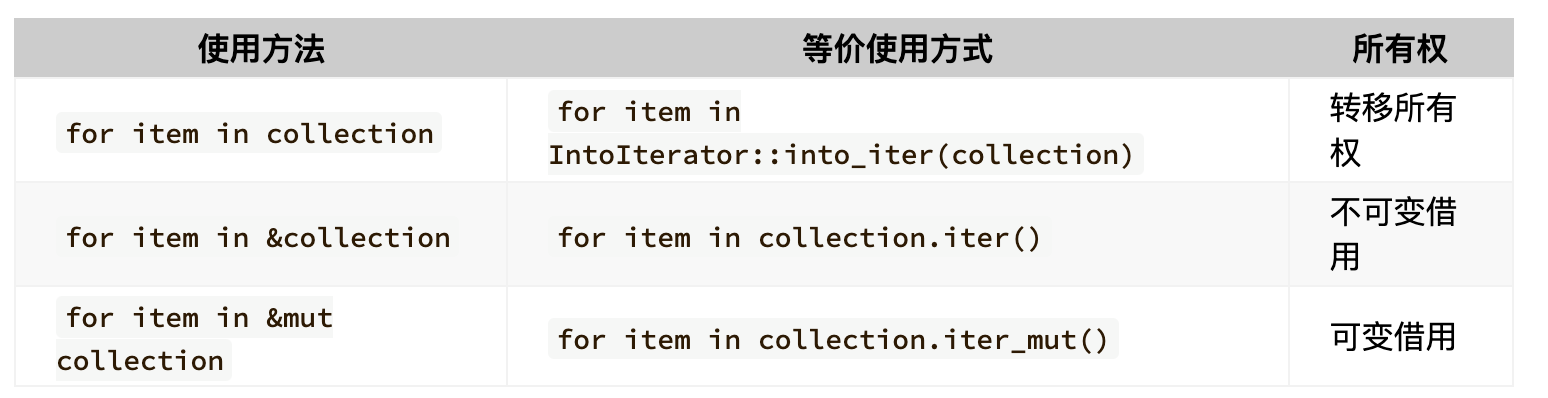 使用方法
等价使用方式
所有权
for item in collection
for item in
IntoIterator::into_iter(collection)
转移所有
权
for item in &collection
for item in collection.iter()
不可变借
用
for item in &mut
collection
for item in collection.iter_mut()
可变借用